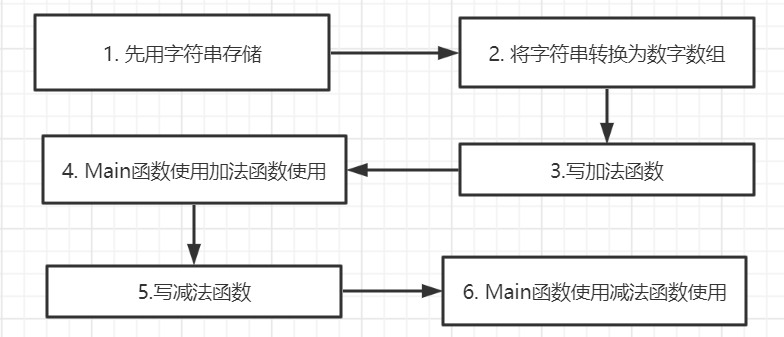 1. 先用字符串存储
2. 将字符串转换为数字数组
3.写加法函数
4. Main函数使用加法函数使用
5.写减法函数
6. Main函数使用减法函数使用